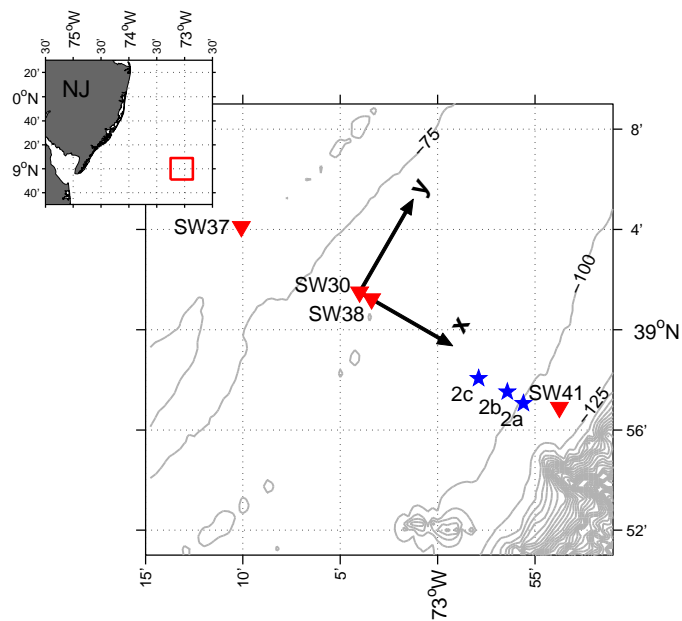 30'
75°W
30'
74°W
30'
73°W
30'
20'
0°N
40'
20'
9°N
40'
NJ
-75
-100
-125
8'
4'
39°N
56'
52'
SW37
SW30
SW38
y
x
SW41
2c
2b
2a
15'
10'
5'
73°W
55'